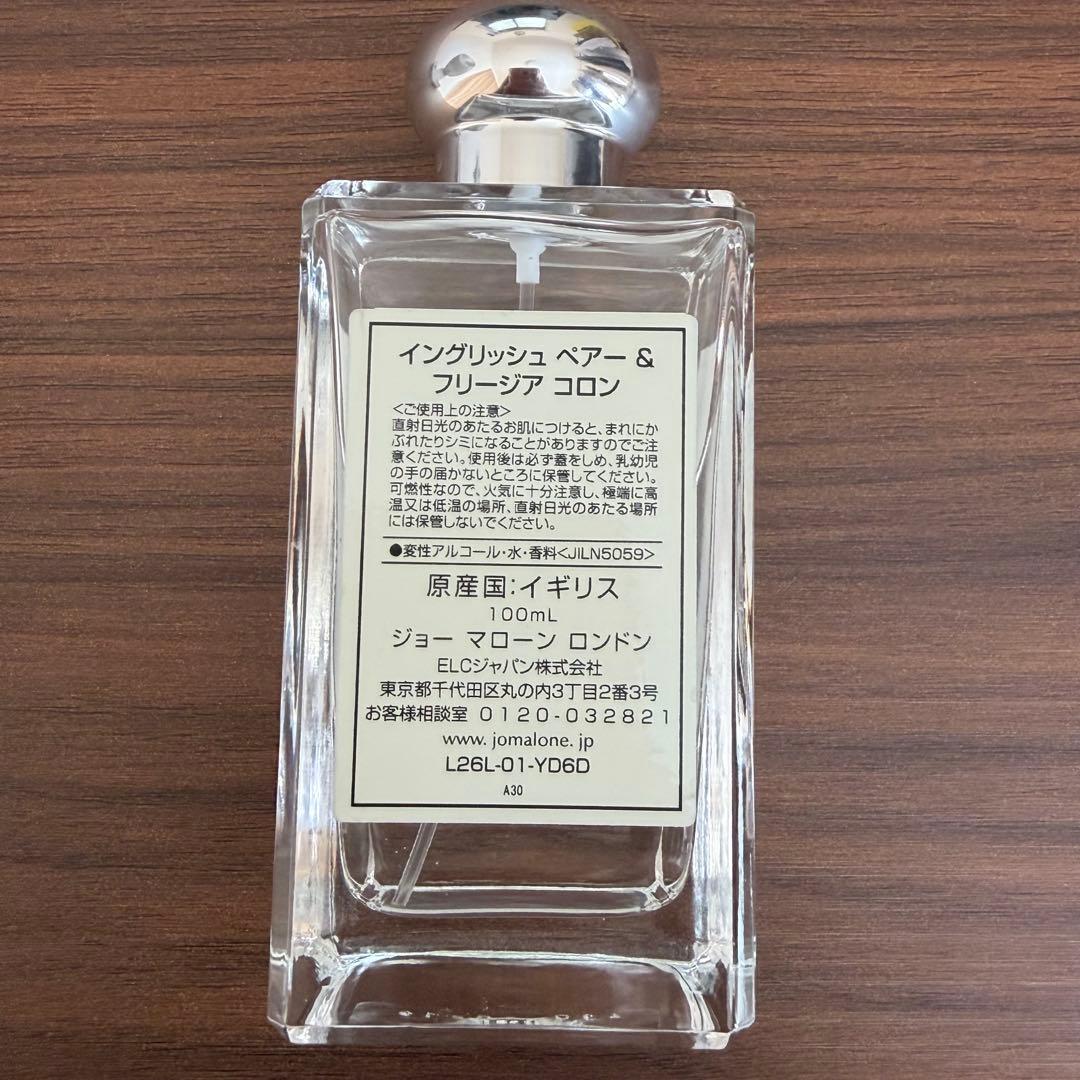 イングリッシュ ペアー &
フリージア コロン
<ご使用上の注意>
直射日光のあたるお肌につけると、まれにか
ぶれたりシミになることがありますのでご注
意ください。使用後は必ず蓋をしめ、乳幼児
の手の届かないところに保管してください。
可燃性なので、火気に十分注意し、極端に高
温又は低温の場所、直射日光のあたる場所
には保管しないでください。
●変性アルコール・水・香料<JILN5059>
原産国:イギリス
100mL
ジョー マローン ロンドン
ELCジャパン株式会社
東京都千代田区丸の内3丁目2番3号
お客様相談室 0120-032821
www. jomalone. jp
L26L-01-YD6D
A30